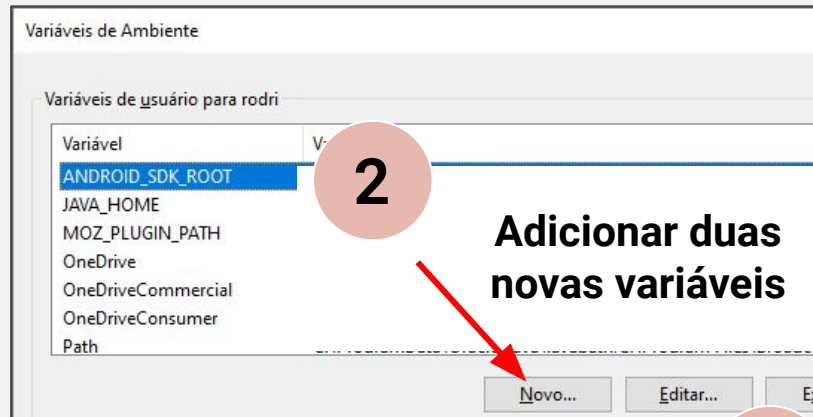 Variáveis de Ambiente
Variáveis de usuário para rodri
Variável
2
ANDROID_SDK_ROOT
JAVA_HOME
MOZ_PLUGIN_PATH
Adicionar duas
novas variáveis
OneDrive
OneDriveCommercial
OneDriveConsumer
Path
Novo... Editar...